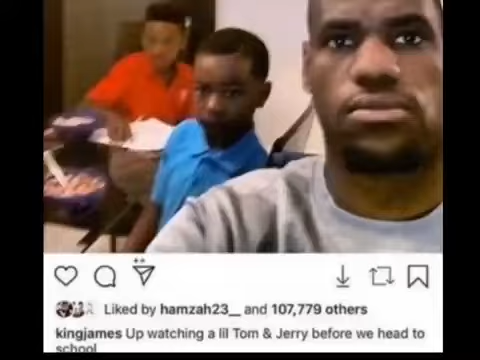 Liked by hamzah23__ and 107,779 others
kingjames Up watching a lil Tom & Jerry before we head to
school